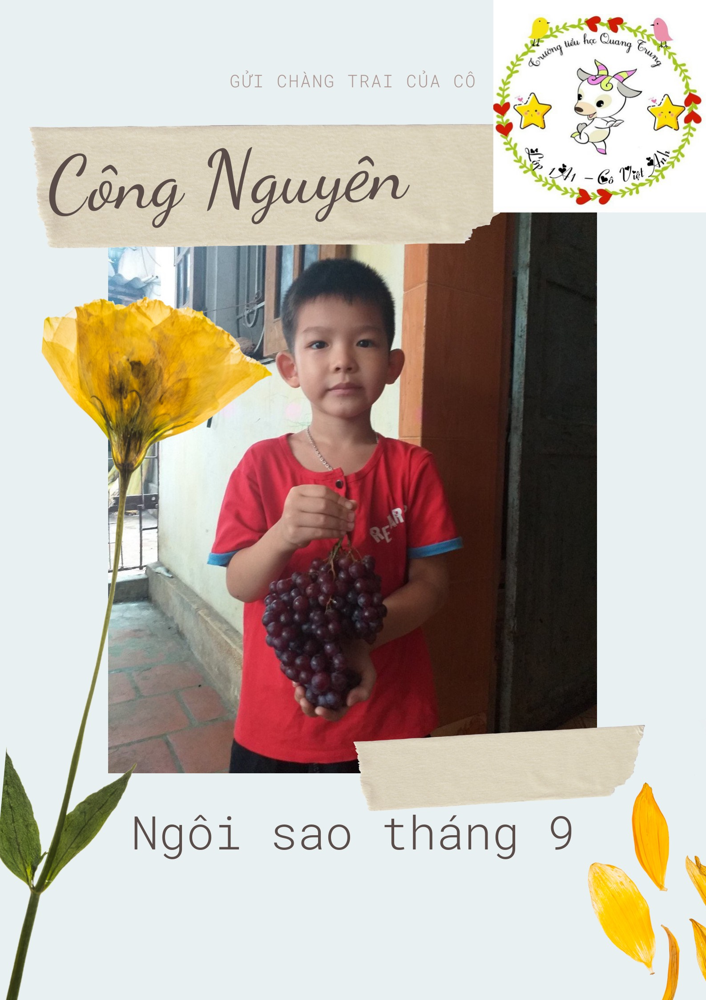 GỬI CHÀNG TRAI CỦA CÔ
Trường tiểu học Quang Trung
Lớp 1A1 - Cô Việt Anh
Công Nguyên
REAR
Ngôi sao tháng 9